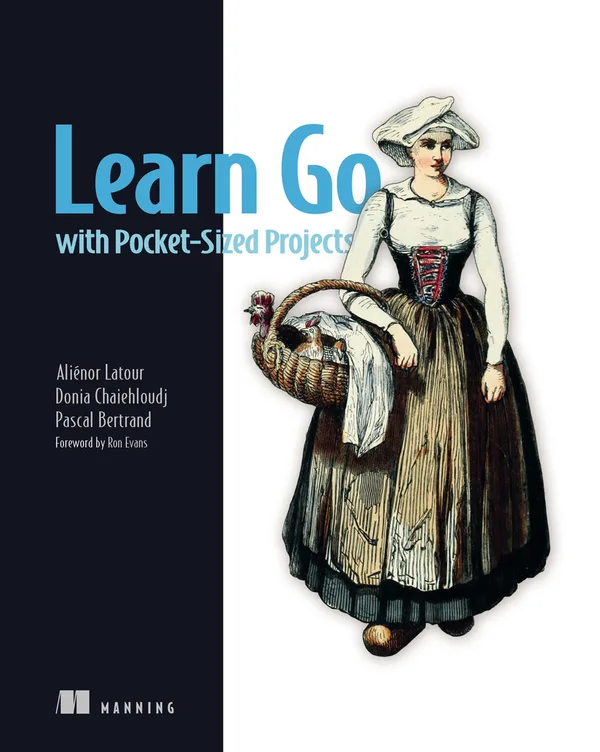 Learn Go
with Pocket-Sized Projects
Aliénor Latour
Donia Chaiehloudj
Pascal Bertrand
Foreword by Ron Evans
MANNING